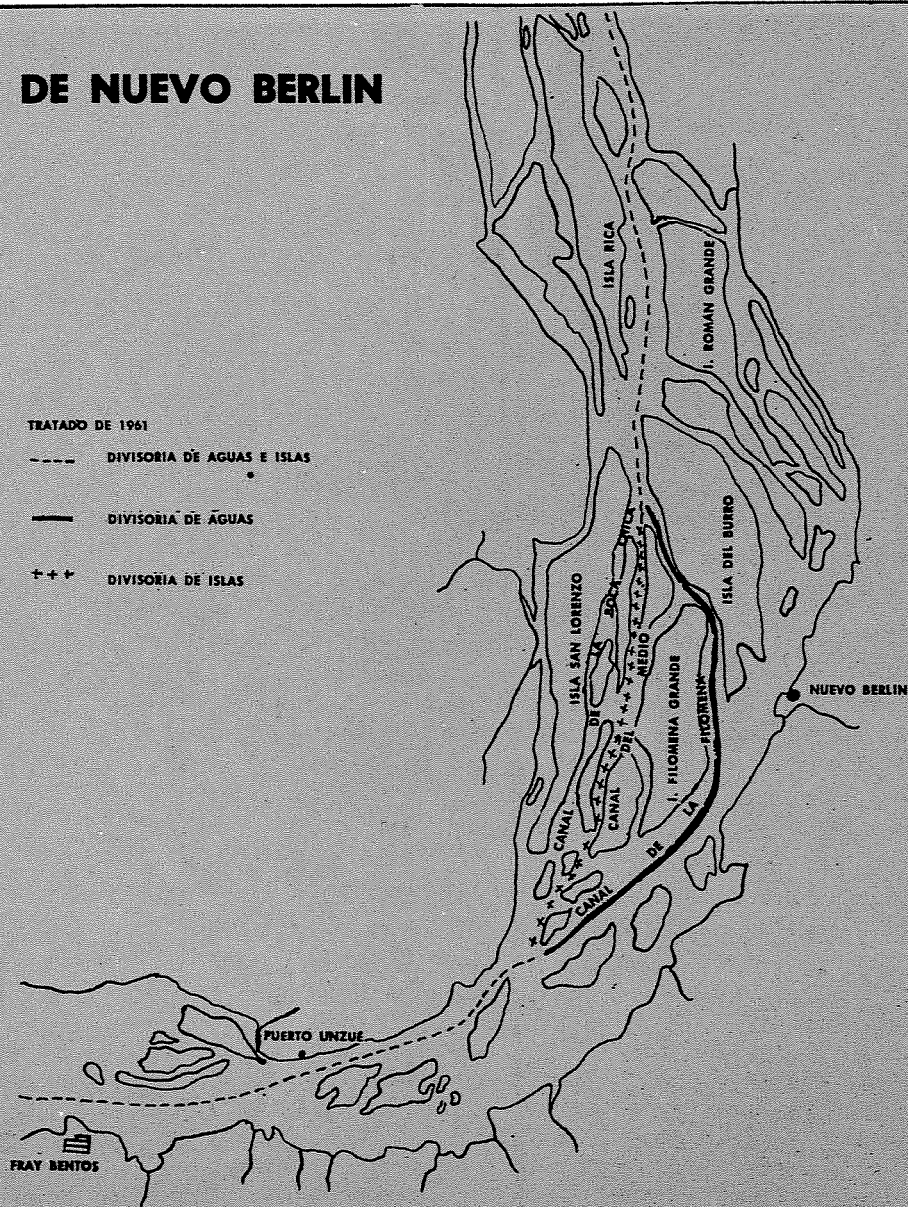 DE NUEVO BERLIN
ISLA RICA
I. ROMAN GRANDE
TRATADO DE 1961
DIVISORIA DE AGUAS E ISLAS
DIVISORIA DE AGUAS
DIVISORIA DE ISLAS
ISLA DEL BURRO
ISLA SAN LORENZO
CANAL DE LA BOCA CHICA
CANAL DEL MEDIO
I. FILOMENA GRANDE
CANAL DE LA FILOMENA
NUEVO BERLIN
PUERTO UNZUÉ
FRAY BENTOS